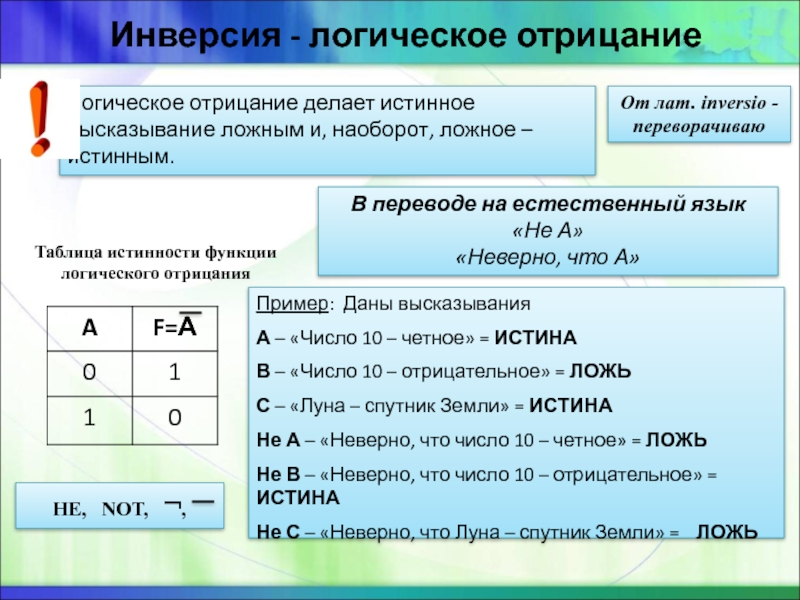 Инверсия - логическое отрицание
огическое отрицание делает истинное
ысказывание ложным и, наоборот, ложное –
истинным.
От лат. inversio -
переворачиваю
В переводе на естественный язык
«Не А»
«Неверно, что А»
Таблица истинности функции
логического отрицания
A F=A̅
0 1
1 0
НЕ, NOT, ¬, —
Пример: Даны высказывания
А – «Число 10 – четное» = ИСТИНА
В – «Число 10 – отрицательное» = ЛОЖЬ
С – «Луна – спутник Земли» = ИСТИНА
Не А – «Неверно, что число 10 – четное» = ЛОЖЬ
Не В – «Неверно, что число 10 – отрицательное» =
ИСТИНА
Не С – «Неверно, что Луна – спутник Земли» = ЛОЖЬ